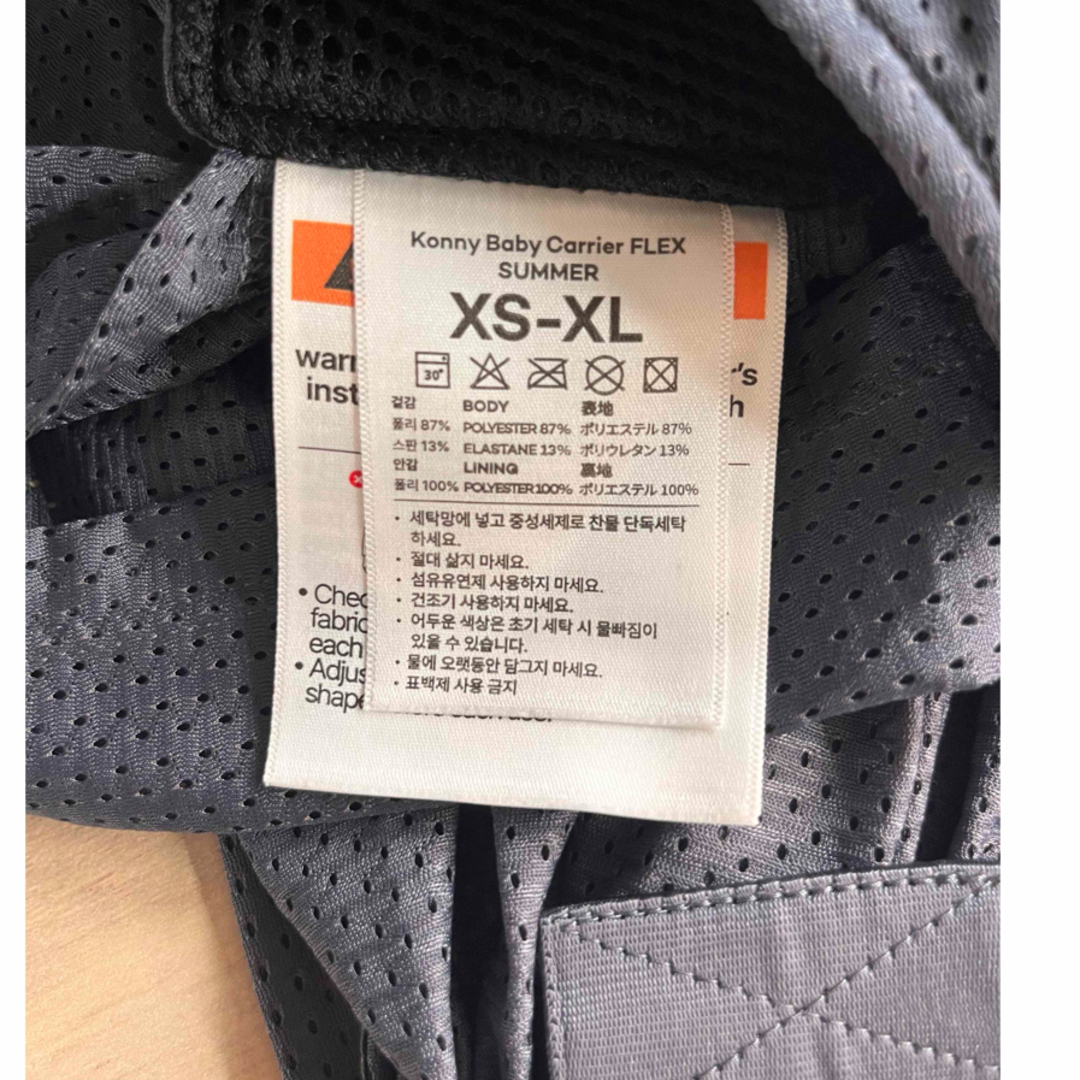 Konny Baby Carrier FLEX
SUMMER
XS-XL
30°
겉감 BODY 表地
폴리 87% POLYESTER 87% ポリエステル 87%
스판 13% ELASTANE 13% ポリウレタン 13%
안감 LINING 裏地
폴리 100% POLYESTER100% ポリエステル 100%
· 세탁망에 넣고 중성세제로 찬물 단독세탁
하세요.
· 절대 삶지 마세요.
· 섬유유연제 사용하지 마세요.
· 건조기 사용하지 마세요.
· 어두운 색상은 초기 세탁 시 물빠짐이
있을 수 있습니다.
· 물에 오랫동안 담그지 마세요.
· 표백제 사용 금지